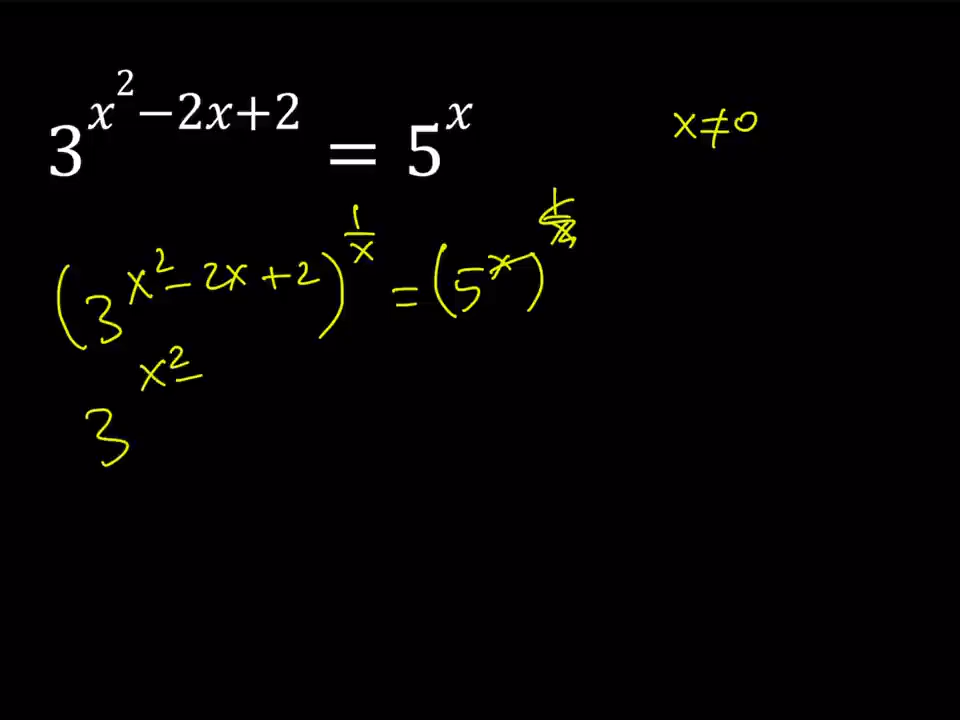 3^{x^2-2x+2} = 5^x
x≠0
(3^{x^2-2x+2})^{1/x} = (5^x)^{1/x}
3^{x^2-}